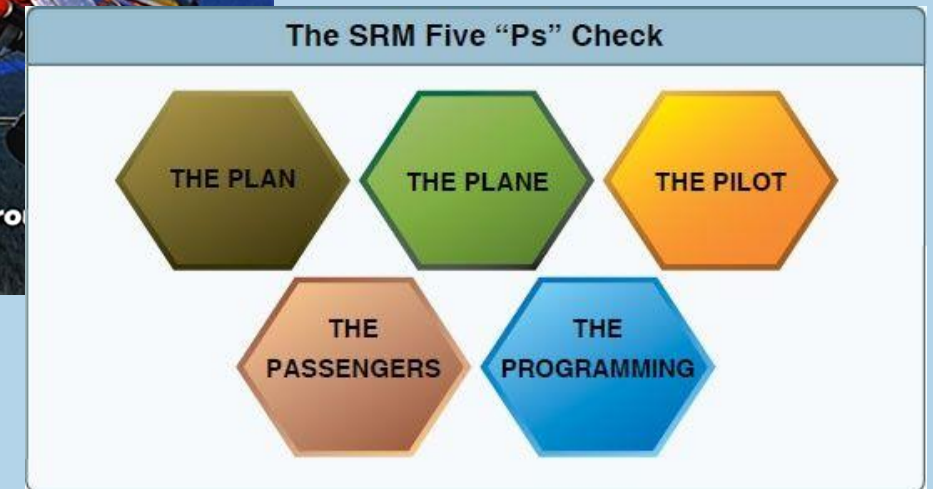 The SRM Five “Ps” Check
THE PLAN
THE PLANE
THE PILOT
THE
PASSENGERS
THE
PROGRAMMING